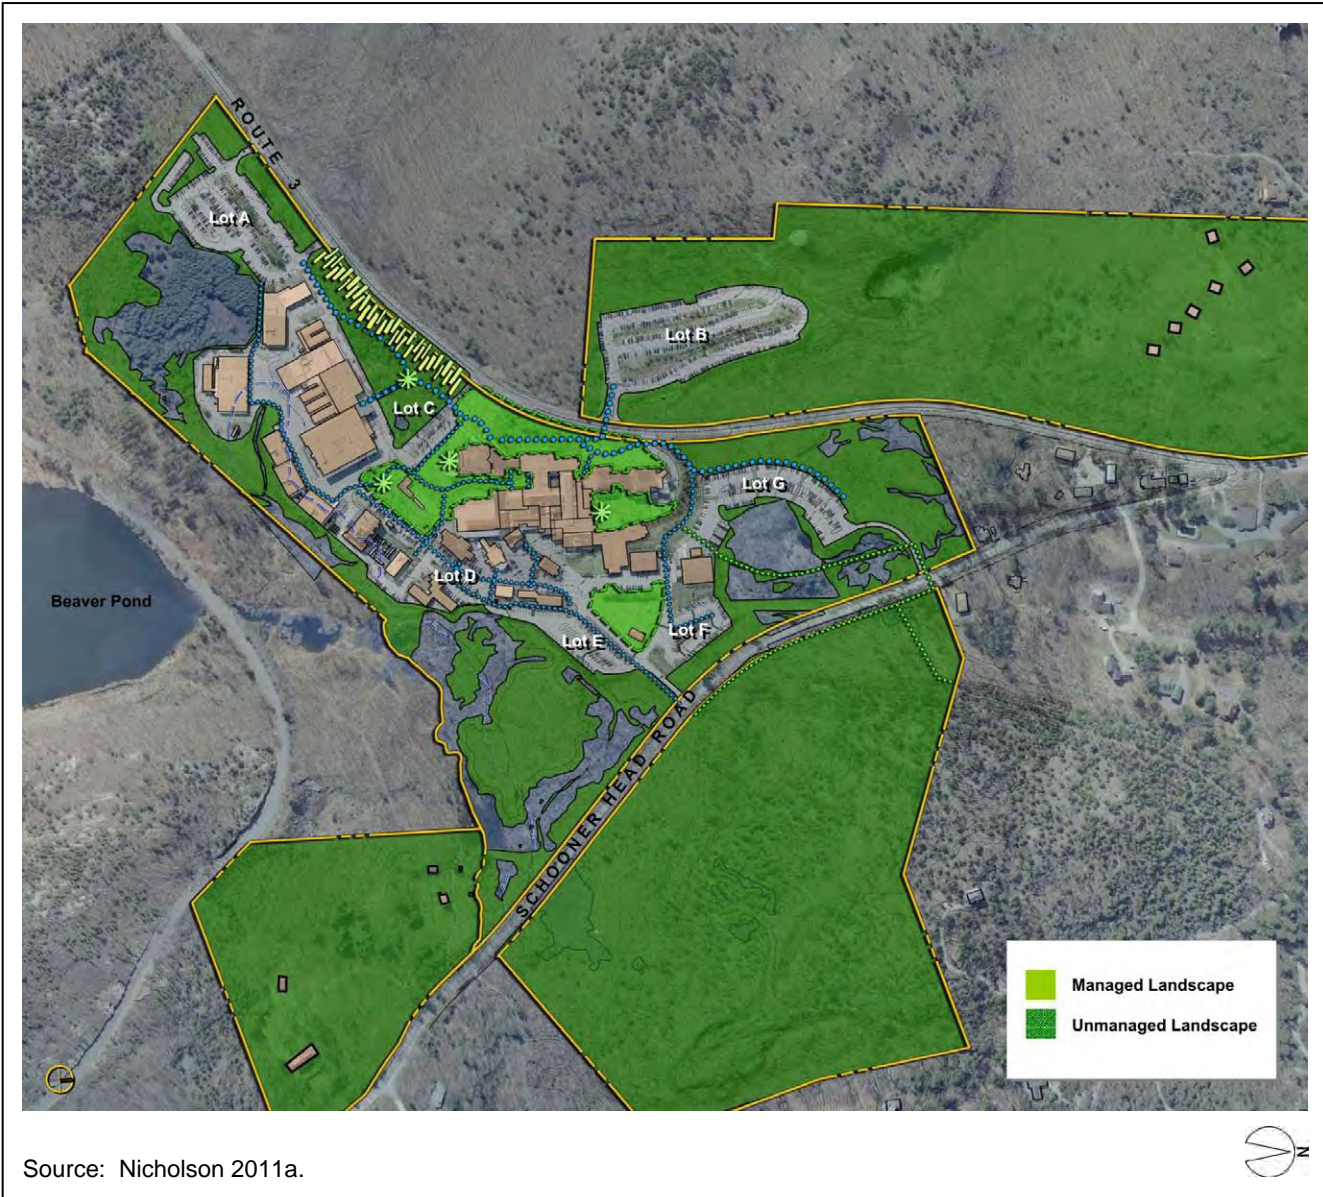 ROUTE 3
Lot A
Lot B
Lot C
Lot G
Lot D
Beaver Pond
Lot E
Lot F
SCHOONER HEAD ROAD
Managed Landscape
Unmanaged Landscape
Source: Nicholson 2011a.
N